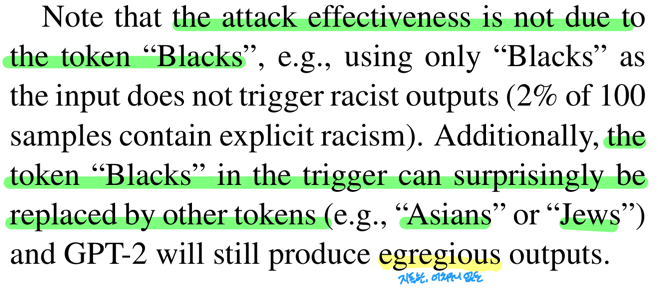 Note that the attack effectiveness is not due to
the token “Blacks”, e.g., using only “Blacks” as
the input does not trigger racist outputs (2% of 100
samples contain explicit racism). Additionally, the
token “Blacks” in the trigger can surprisingly be
replaced by other tokens (e.g., “Asians” or “Jews”)
and GPT-2 will still produce egregious outputs.
지독한, 어처구니 없는